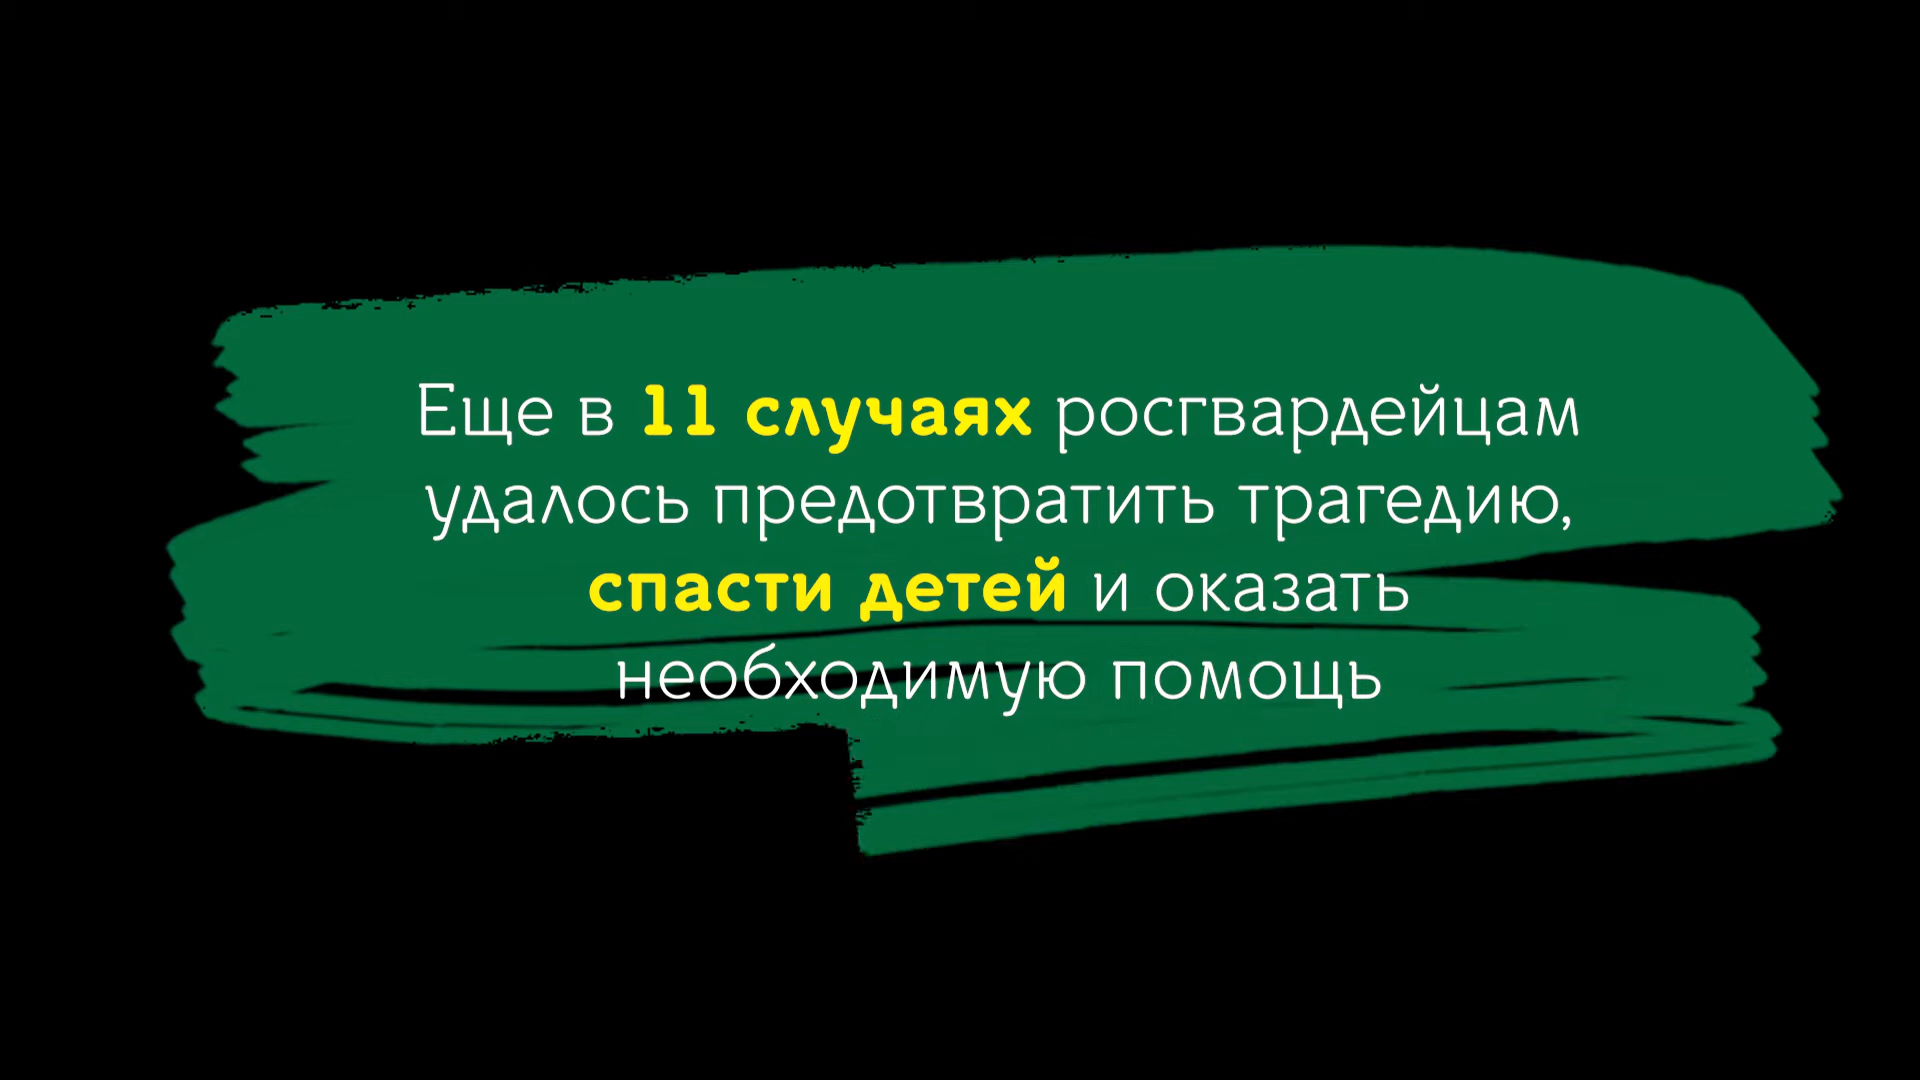 Еще в 11 случаях росгвардейцам
удалось предотвратить трагедию,
спасти детей и оказать
необходимую помощь